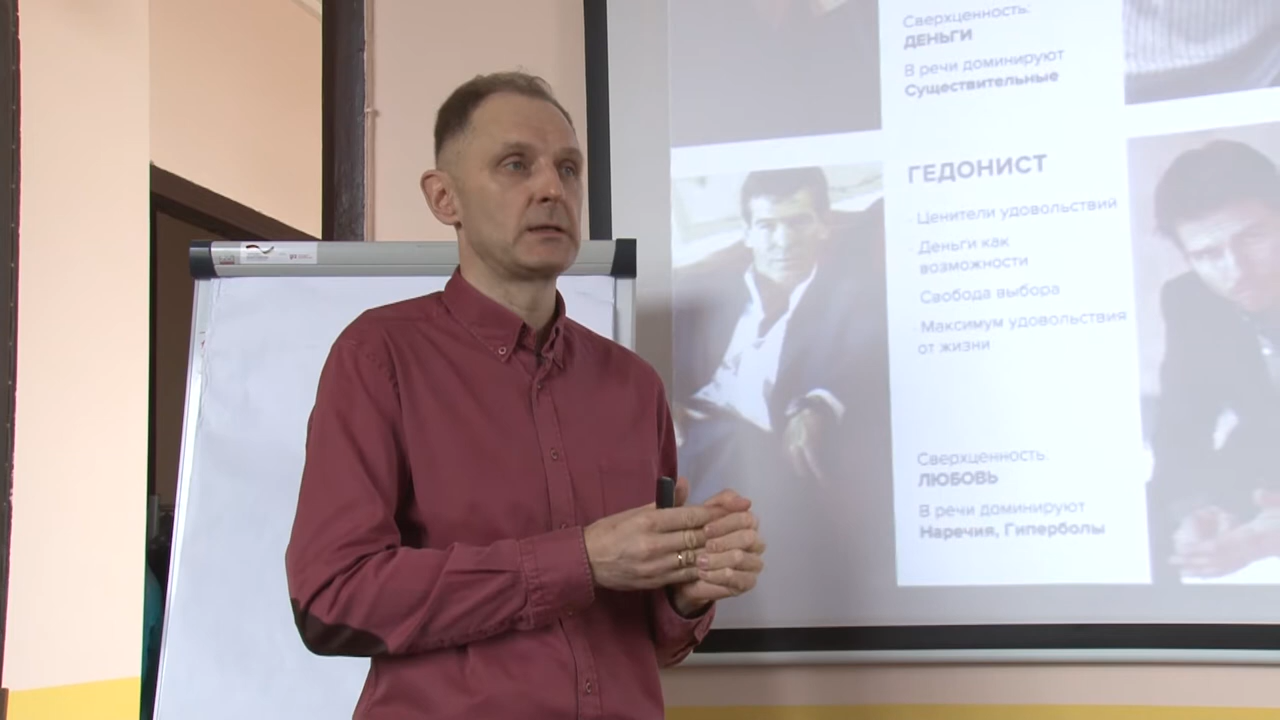 Сверхценность:
ДЕНЬГИ
В речи доминируют
Существительные
ГЕДОНИСТ
Ценители удовольствий
Деньги как
возможности
Свобода выбора
Максимум удовольствия
от жизни
Сверхценность
ЛЮБОВЬ
В речи доминируют
Наречия, Гиперболы